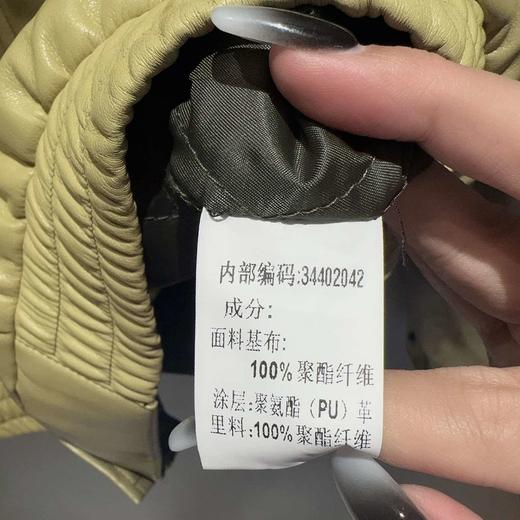 内部编码:34402042
成分:
面料基布:
100%聚酯纤维
涂层:聚氨酯（PU）革
里料:100%聚酯纤维